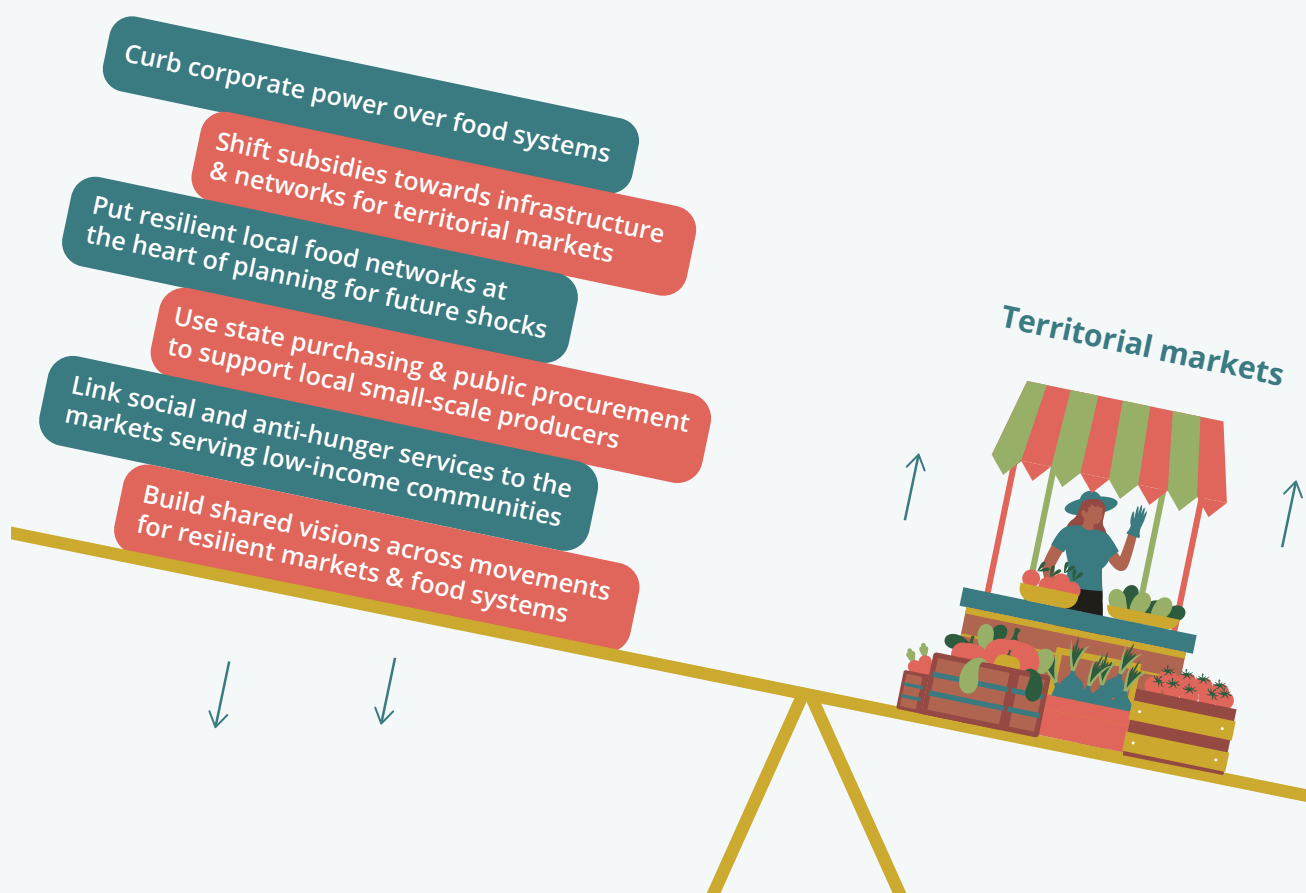 Curb corporate power over food systems
Shift subsidies towards infrastructure
& networks for territorial markets
Put resilient local food networks at
the heart of planning for future shocks
Use state purchasing & public procurement
to support local small-scale producers
Link social and anti-hunger services to the
markets serving low-income communities
Build shared visions across movements
for resilient markets & food systems
Territorial markets